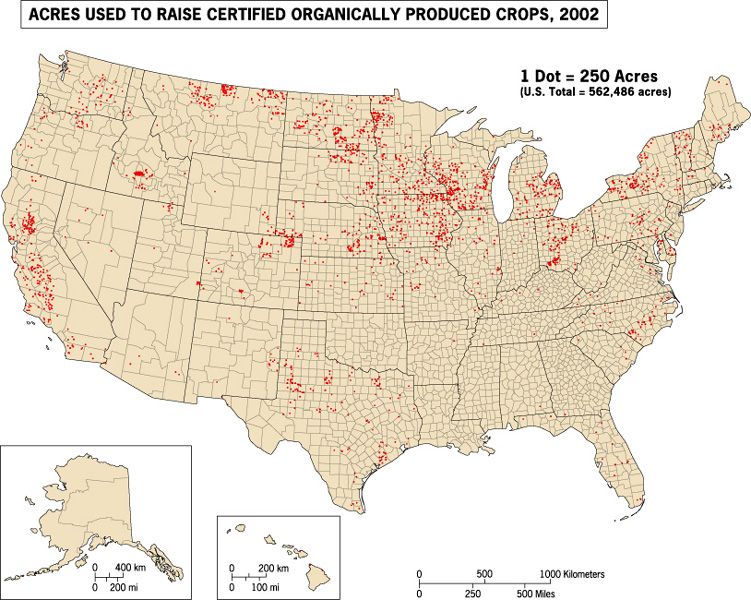 ACRES USED TO RAISE CERTIFIED ORGANICALLY PRODUCED CROPS, 2002
1 Dot = 250 Acres
(U.S. Total = 562,486 acres)
0 400 km
0 200 mi
0 200 km
0 100 mi
0 500 1000 Kilometers
0 250 500 Miles